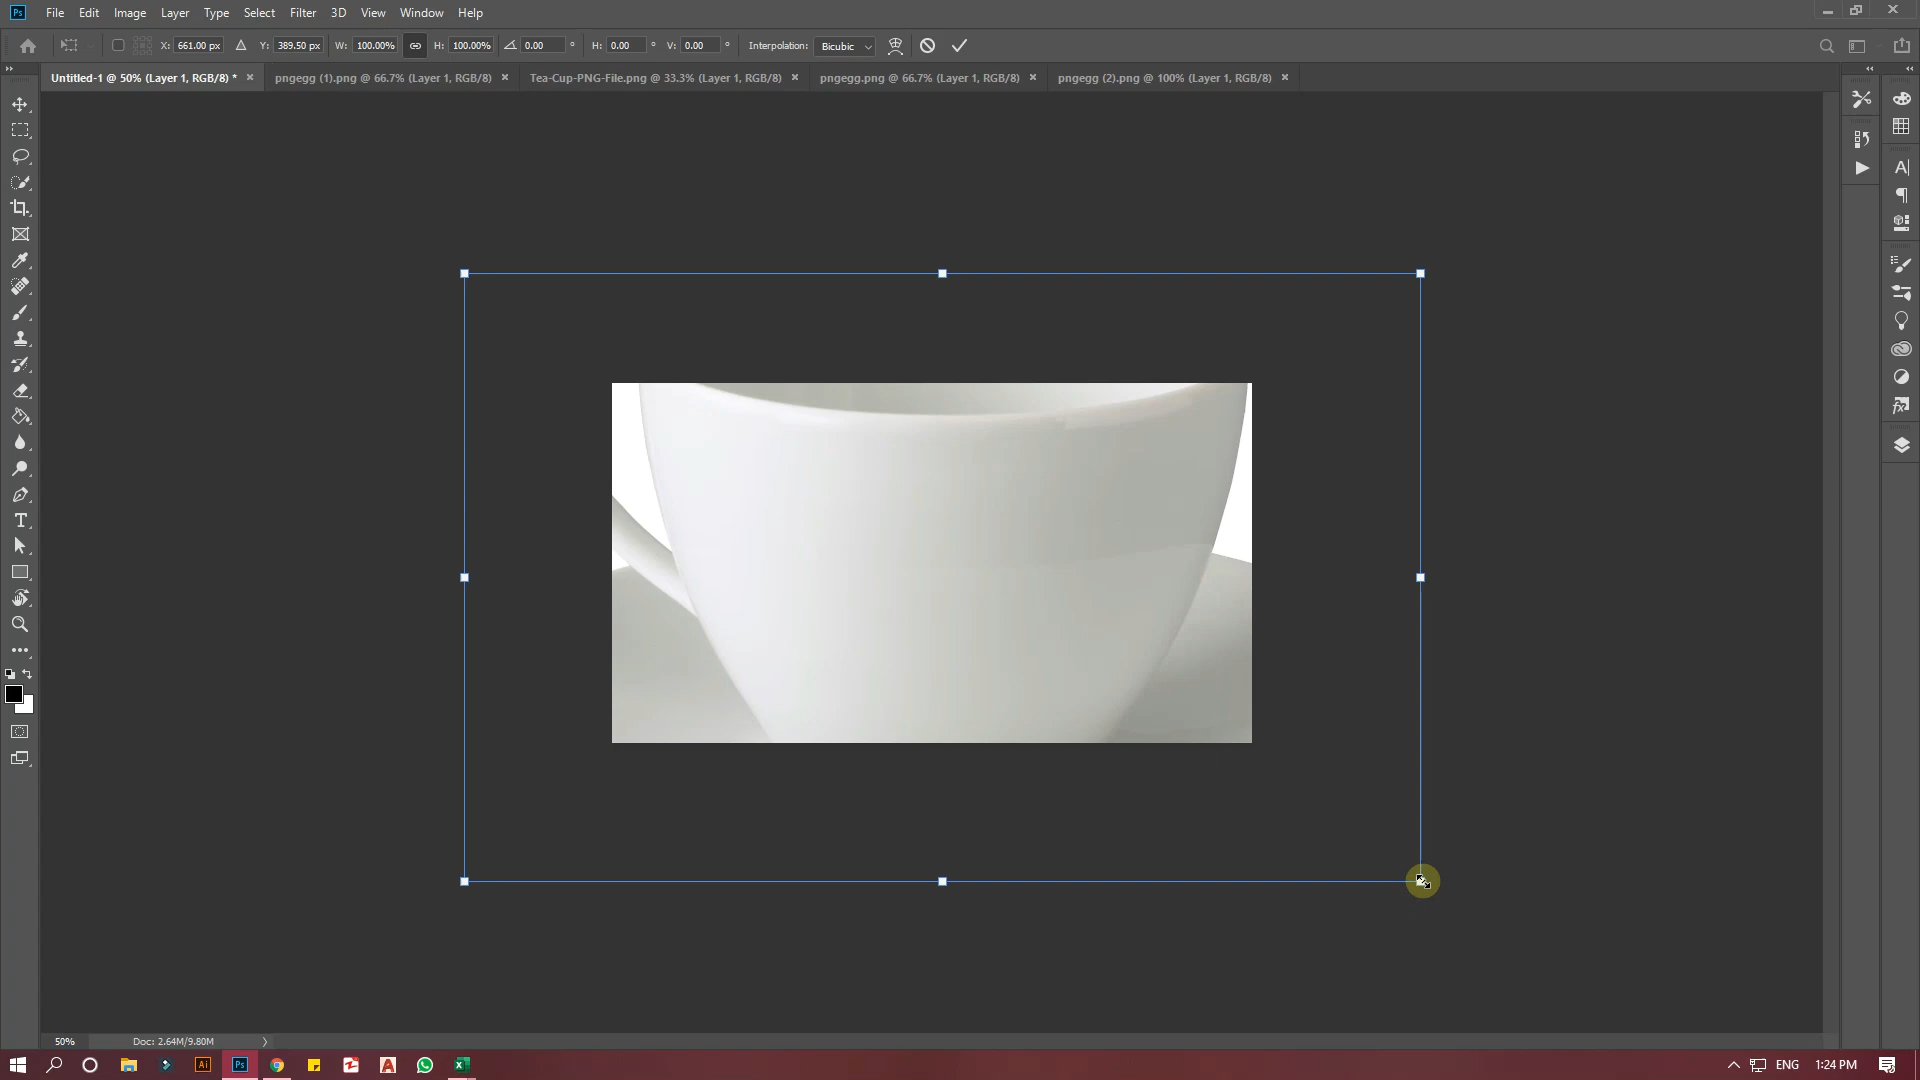 Ps File Edit Image Layer Type Select Filter 3D View Window Help
X: 661.00 px Y: 389.50 px W: 100.00% H: 100.00% 0.00 ° H: 0.00 ° V: 0.00 ° Interpolation: Bicubic
Untitled-1 @ 50% (Layer 1, RGB/8) * × pngegg (1).png @ 66.7% (Layer 1, RGB/8) × Tea-Cup-PNG-File.png @ 33.3% (Layer 1, RGB/8) × pngegg.png @ 66.7% (Layer 1, RGB/8) × pngegg (2).png @ 100% (Layer 1, RGB/8) ×
50% Doc: 2.64M/9.80M
Ai Ps ENG 1:24 PM